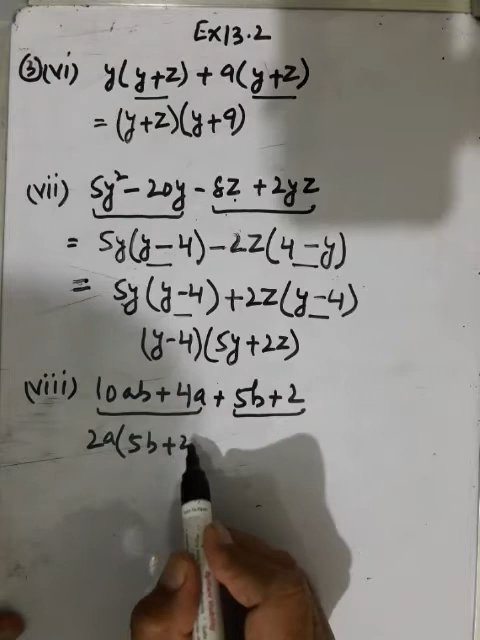 Ex13.2
③(vi) y(y+z) + 9(y+z)
= (y+z)(y+9)
(vii) 5y² - 20y - 8z + 2yz
= 5y(y-4) - 2z(4-y)
= 5y(y-4) + 2z(y-4)
(y-4)(5y+2z)
(viii) 10ab + 4a + 5b + 2
2a(5b+2